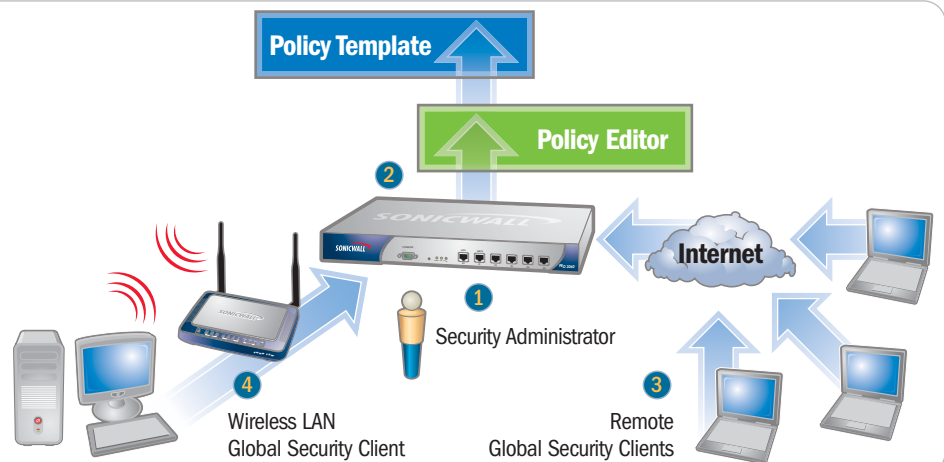 Policy Template
Policy Editor
2
SONICWALL
SONICWALL
Internet
1
Security Administrator
SONICWALL
4
Wireless LAN
Global Security Client
3
Remote
Global Security Clients